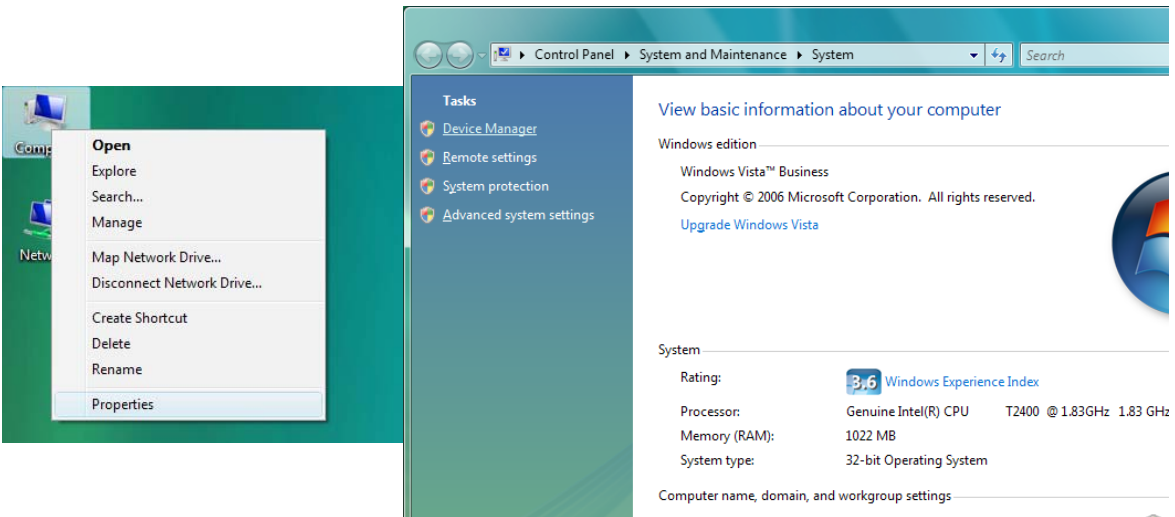 Comp
Netw
Open
Explore
Search...
Manage
Map Network Drive...
Disconnect Network Drive...
Create Shortcut
Delete
Rename
Properties
Control Panel System and Maintenance System Search
Tasks
Device Manager
Remote settings
System protection
Advanced system settings
View basic information about your computer
Windows edition
Windows Vista™ Business
Copyright © 2006 Microsoft Corporation. All rights reserved.
Upgrade Windows Vista
System
Rating: 3,6 Windows Experience Index
Processor: Genuine Intel(R) CPU T2400 @ 1.83GHz 1.83 GHz
Memory (RAM): 1022 MB
System type: 32-bit Operating System
Computer name, domain, and workgroup settings